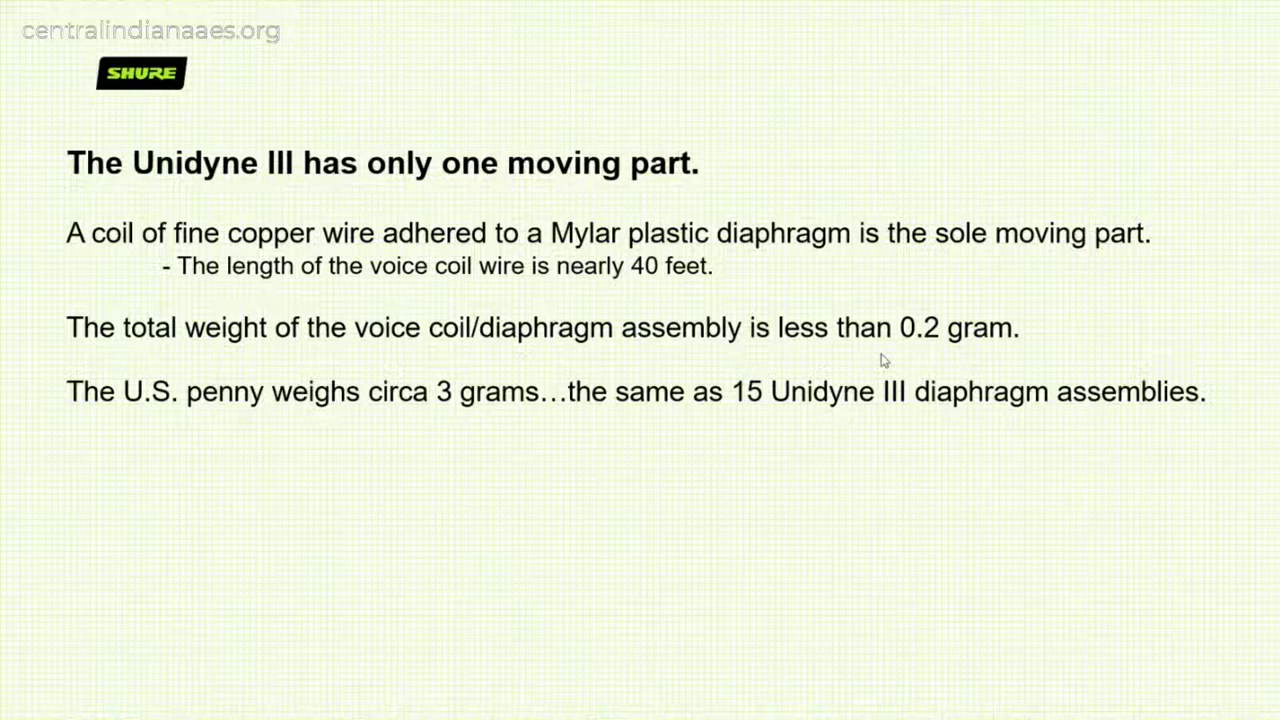 centralindianaaes.org
SHURE
The Unidyne III has only one moving part.
A coil of fine copper wire adhered to a Mylar plastic diaphragm is the sole moving part.
- The length of the voice coil wire is nearly 40 feet.
The total weight of the voice coil/diaphragm assembly is less than 0.2 gram.
The U.S. penny weighs circa 3 grams…the same as 15 Unidyne III diaphragm assemblies.